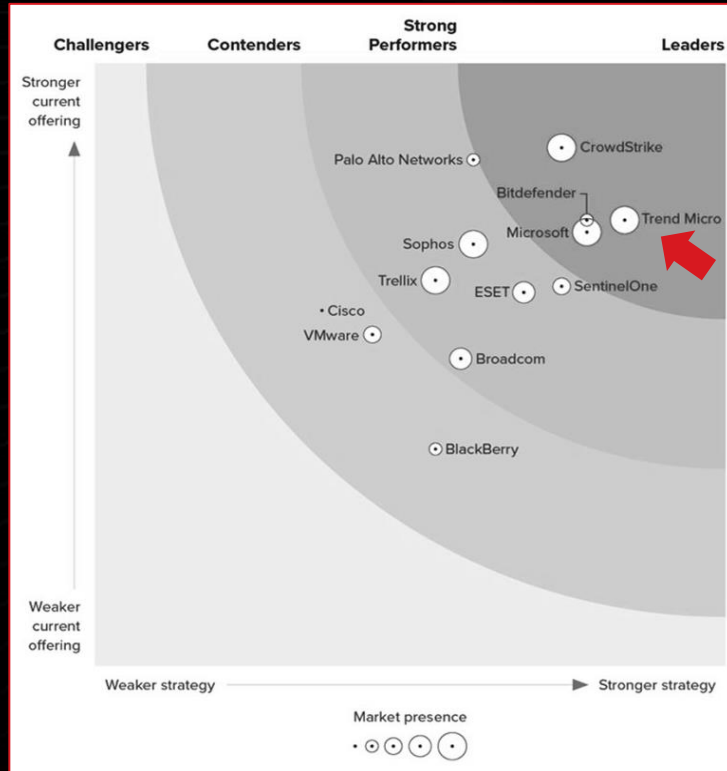 Challengers
Contenders
Strong
Performers
Leaders
Stronger
current
offering
CrowdStrike
Palo Alto Networks
Bitdefender
Trend Micro
Microsoft
Sophos
Trellix
ESET
SentinelOne
Cisco
VMware
Broadcom
BlackBerry
Weaker
current
offering
Weaker strategy
Stronger strategy
Market presence